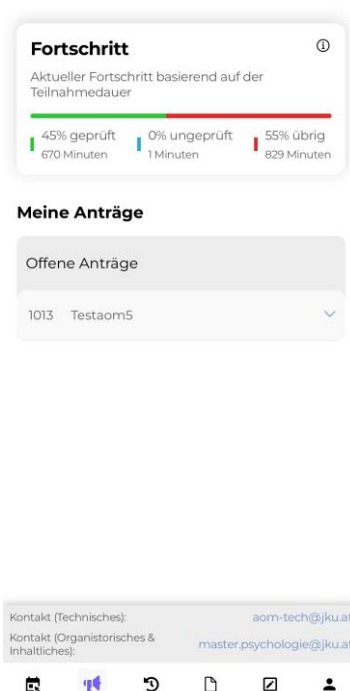 Fortschritt
Aktueller Fortschritt basierend auf der
Teilnahmedauer
45% geprüft 0% ungeprüft 55% übrig
670 Minuten 1 Minuten 829 Minuten
Meine Anträge
Offene Anträge
1013 Testaom5
Kontakt (Technisches): aom-tech@jku.at
Kontakt (Organistorisches &
Inhaltliches): master.psychologie@jku.at